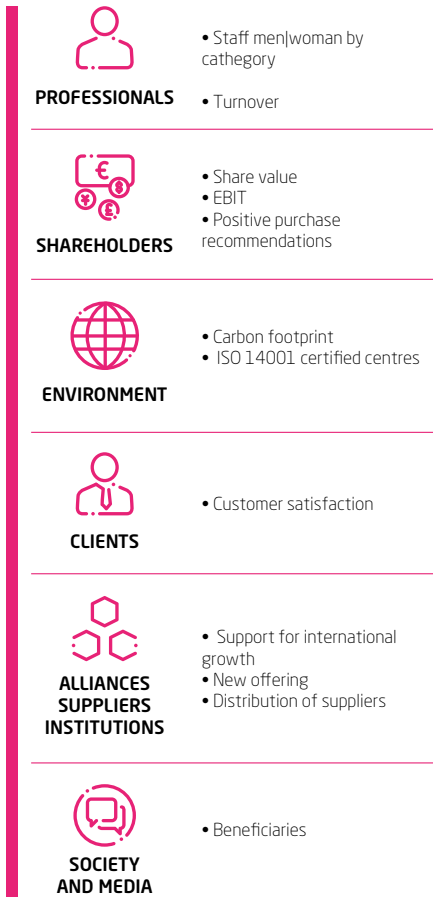 PROFESSIONALS
• Staff men|woman by
cathegory
• Turnover
€
$
¥
£
SHAREHOLDERS
• Share value
• EBIT
• Positive purchase
recommendations
ENVIRONMENT
• Carbon footprint
• ISO 14001 certified centres
CLIENTS
• Customer satisfaction
ALLIANCES
SUPPLIERS
INSTITUTIONS
• Support for international
growth
• New offering
• Distribution of suppliers
SOCIETY
AND MEDIA
• Beneficiaries